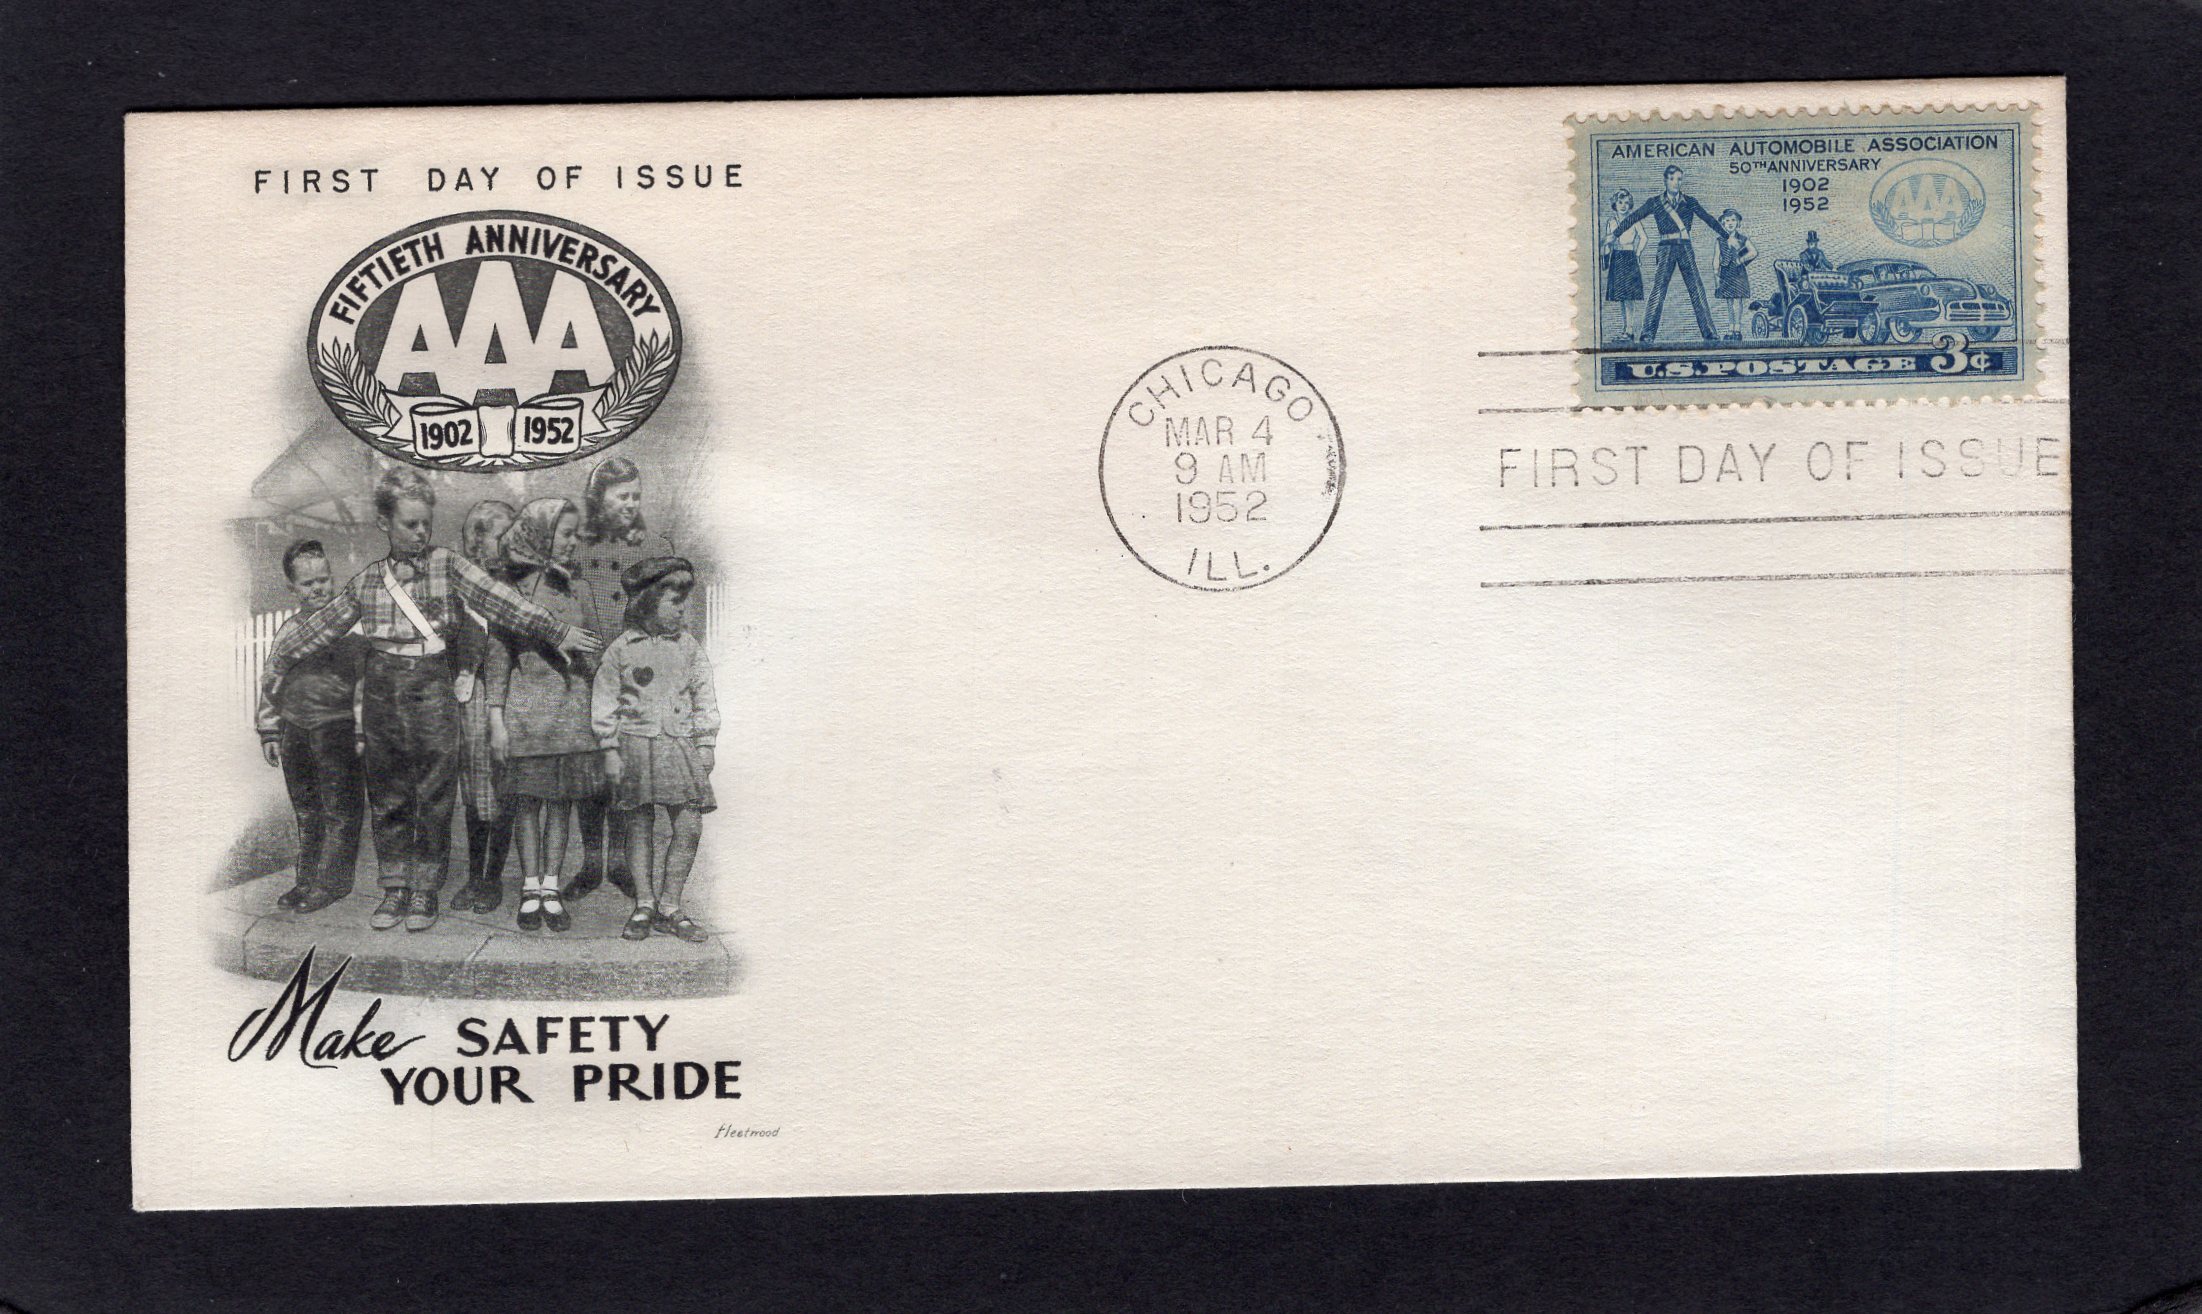 FIRST DAY OF ISSUE
FIFTIETH ANNIVERSARY
AAA
1902 1952
Make SAFETY
YOUR PRIDE
fleetwood
CHICAGO
MAR 4
9 AM
1952
ILL.
AMERICAN AUTOMOBILE ASSOCIATION
50TH ANNIVERSARY
1902
1952
AAA
U.S. POSTAGE 3¢
FIRST DAY OF ISSUE